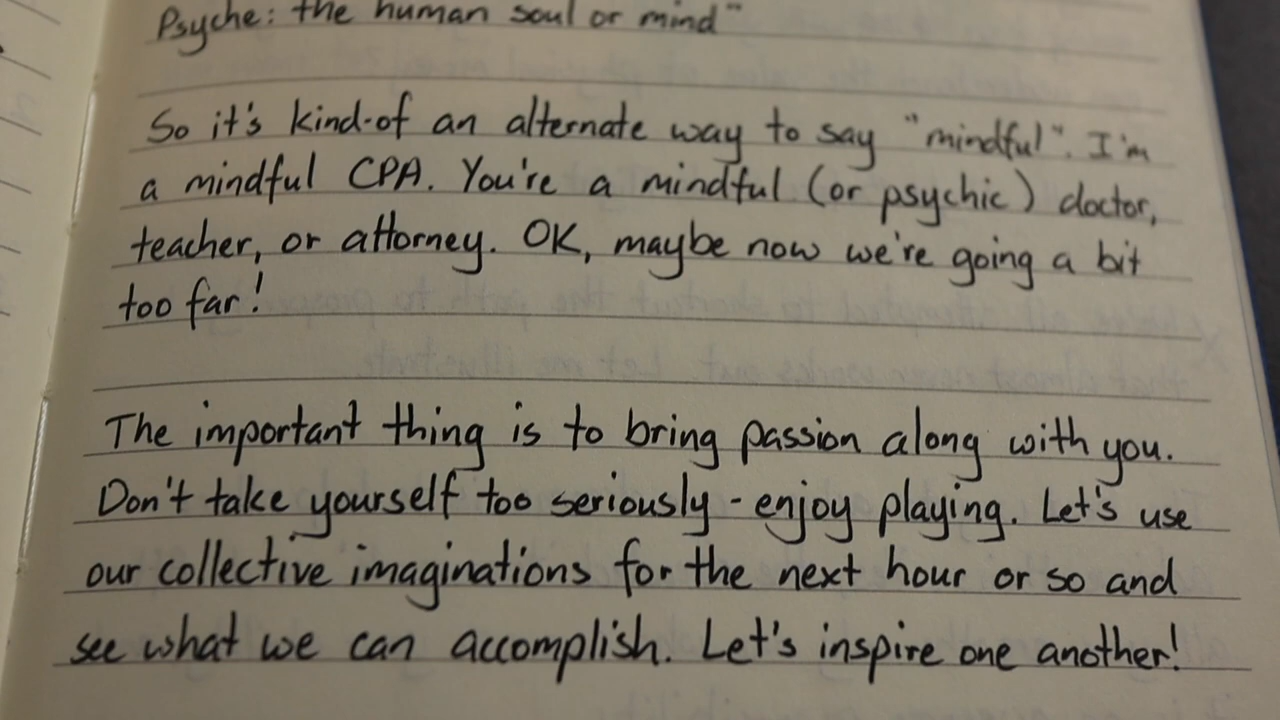 Psyche: the human soul or mind"
So it's kind-of an alternate way to say "mindful". I'm
a mindful CPA. You're a mindful (or psychic) doctor,
teacher, or attorney. OK, maybe now we're going a bit
too far!
The important thing is to bring passion along with you.
Don't take yourself too seriously - enjoy playing. Let's use
our collective imaginations for the next hour or so and
see what we can accomplish. Let's inspire one another!